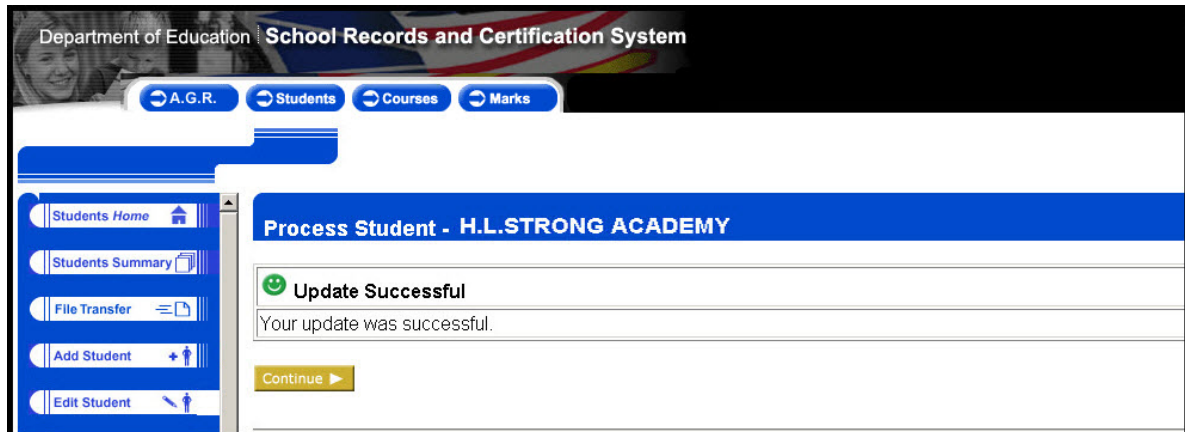 Department of Education School Records and Certification System
A.G.R. Students Courses Marks
Students Home
Students Summary
File Transfer
Add Student
Edit Student
Process Student - H.L.STRONG ACADEMY
Update Successful
Your update was successful.
Continue